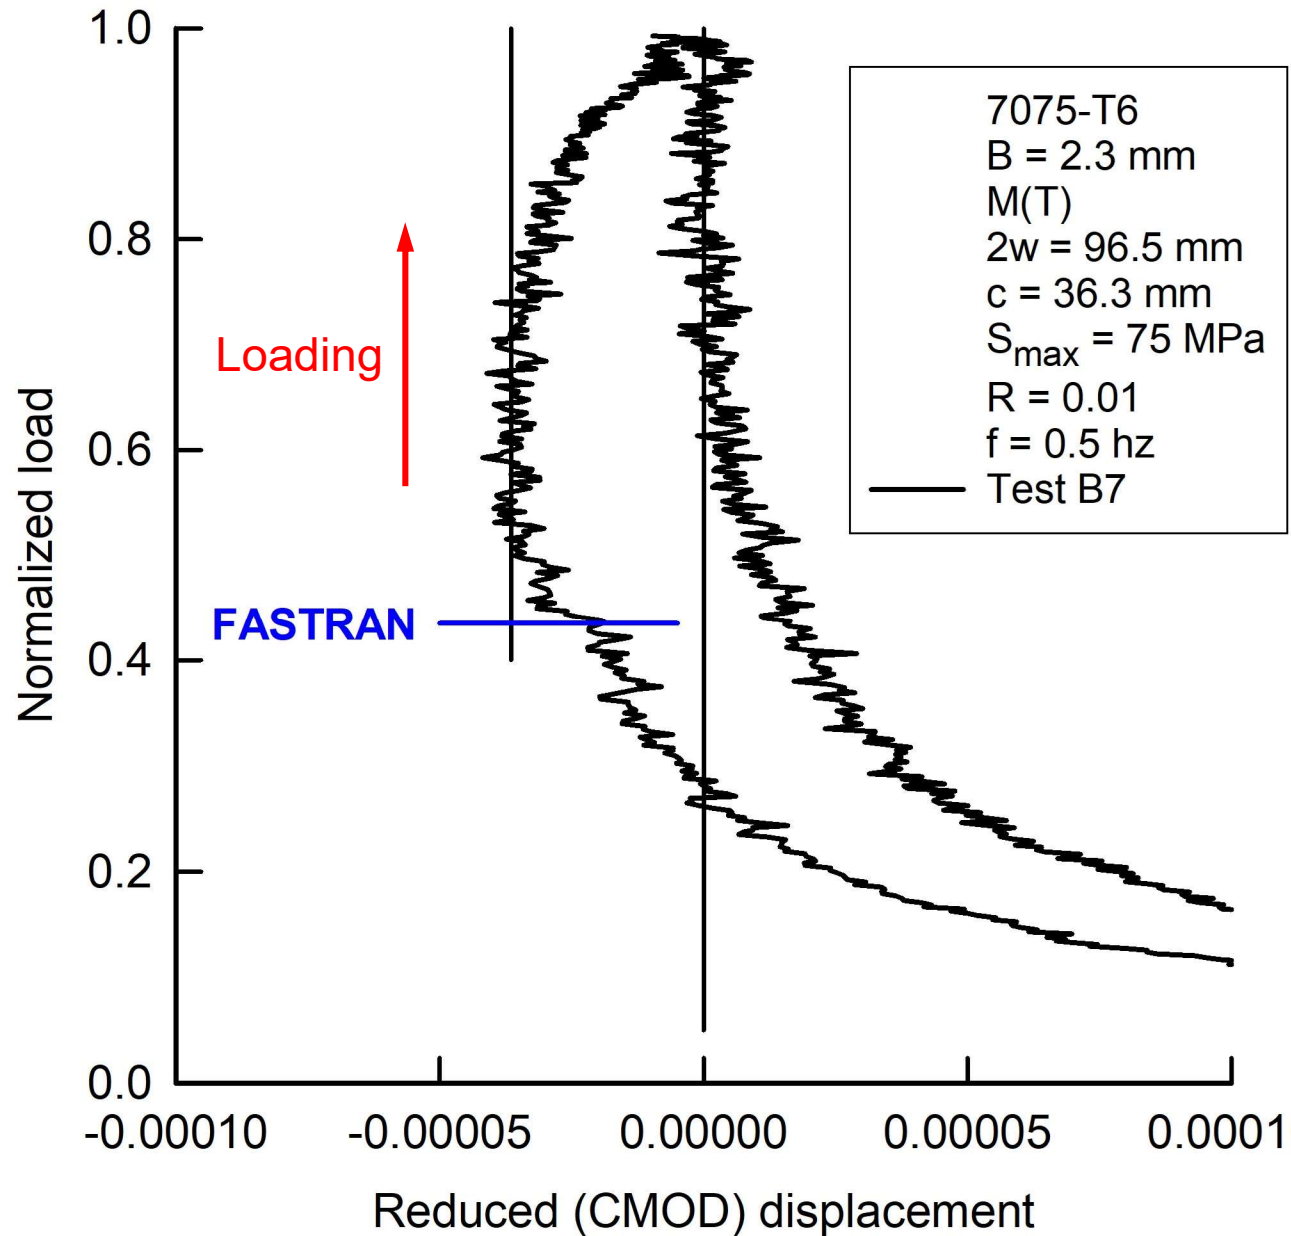 1.0
0.8
0.6
0.4
0.2
0.0
Normalized load
-0.00010 -0.00005 0.00000 0.00005 0.0001
Reduced (CMOD) displacement
Loading
FASTRAN
7075-T6
B = 2.3 mm
M(T)
2w = 96.5 mm
c = 36.3 mm
Smax = 75 MPa
R = 0.01
f = 0.5 hz
Test B7